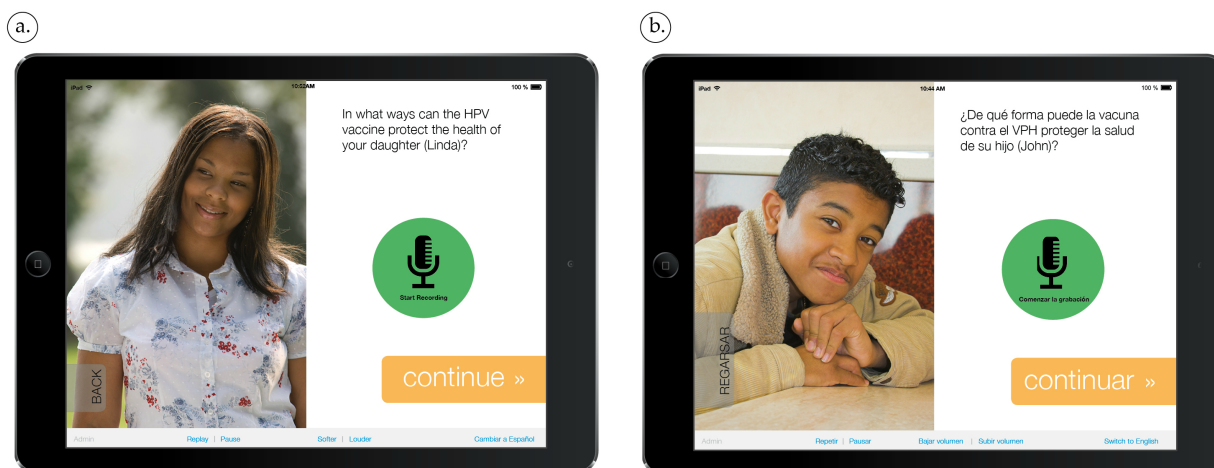 a.
iPad
10:52AM
100 %
In what ways can the HPV
vaccine protect the health of
your daughter (Linda)?
Start Recording
BACK
continue »
Admin
Replay | Pause
Softer | Louder
Cambiar a Español
b.
iPad
10:44 AM
100 %
¿De qué forma puede la vacuna
contra el VPH proteger la salud
de su hijo (John)?
Comenzar la grabación
REGARSAR
continuar »
Admin
Repetir | Pausar
Bajar volumen | Subir volumen
Switch to English